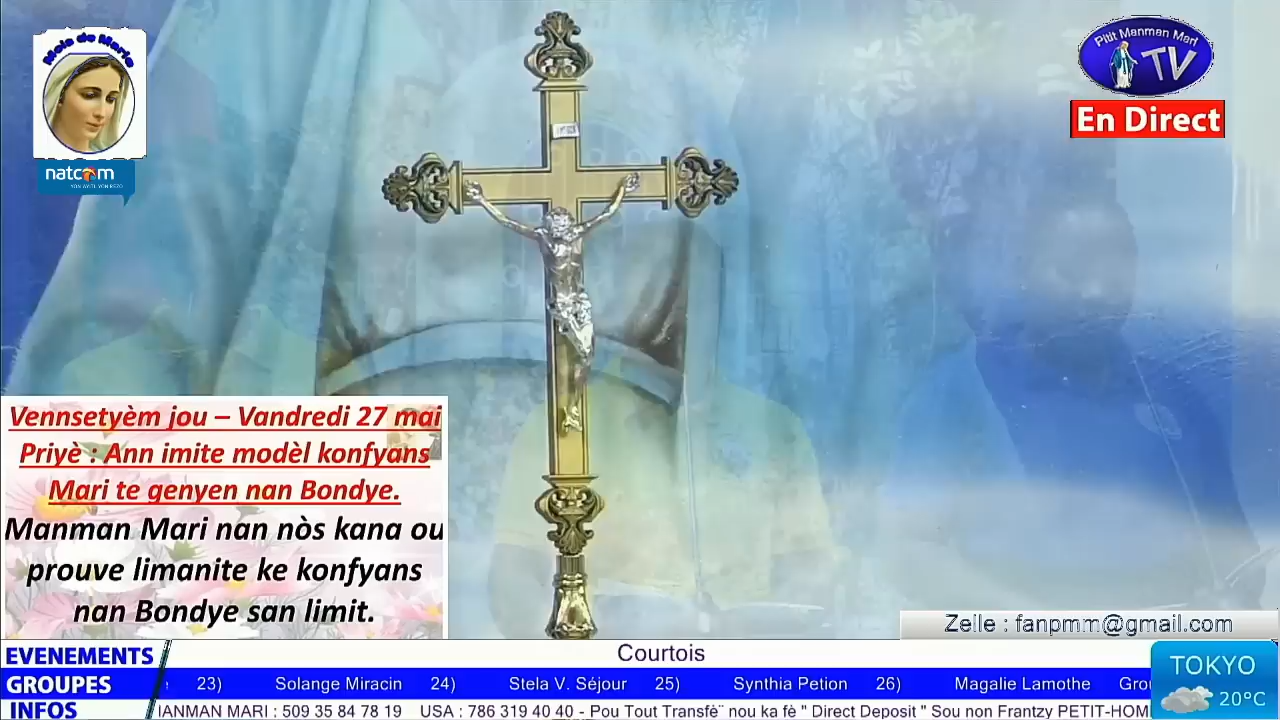 Mois de Marie
natcom
Ptit Manman Mari
TV
En Direct
Vennsetyèm jou – Vandredi 27 mai
Priyè : Ann imite modèl konfyans
Mari te genyen nan Bondye.
Manman Mari nan nòs kana ou
prouve limanite ke konfyans
nan Bondye san limit.
Zelle : fanpmm@gmail.com
EVENEMENTS
Courtois
GROUPES
23) Solange Miracin 24) Stela V. Séjour 25) Synthia Petion 26) Magalie Lamothe Grou
INFOS
IANMAN MARI : 509 35 84 78 19 USA : 786 318 40 40 - Pou Tout Transfè¨ nou ka fè " Direct Deposit " Sou non Frantzy PETIT-HOM
TOKYO
20°C